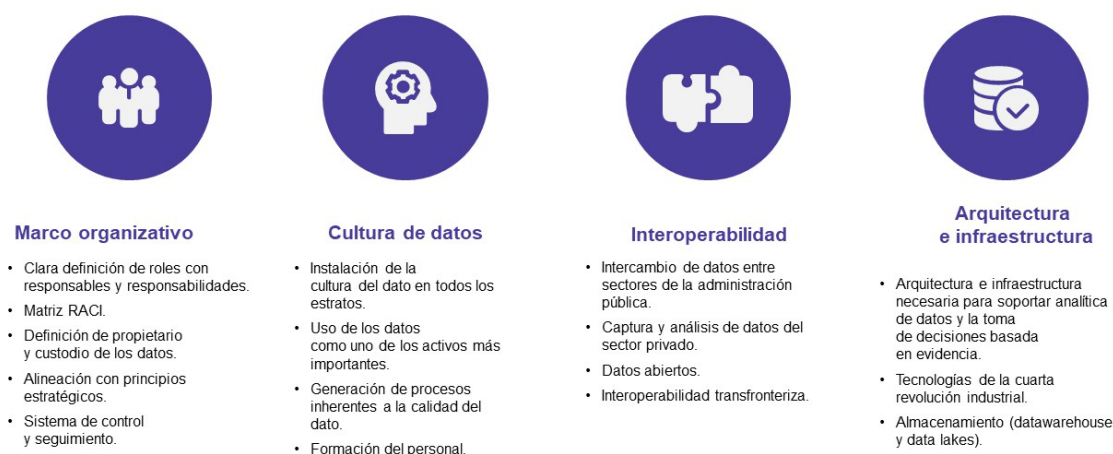 Marco organizativo
• Clara definición de roles con
responsables y responsabilidades.
• Matriz RACI.
• Definición de propietario
y custodio de los datos.
• Alineación con principios
estratégicos.
• Sistema de control
y seguimiento.
Cultura de datos
• Instalación de la
cultura del dato en todos los
estratos.
• Uso de los datos
como uno de los activos más
importantes.
• Generación de procesos
inherentes a la calidad del
dato.
• Formación del personal.
Interoperabilidad
• Intercambio de datos entre
sectores de la administración
pública.
• Captura y análisis de datos del
sector privado.
• Datos abiertos.
• Interoperabilidad transfronteriza.
Arquitectura
e infraestructura
• Arquitectura e infraestructura
necesaria para soportar analítica
de datos y la toma
de decisiones basada
en evidencia.
• Tecnologías de la cuarta
revolución industrial.
• Almacenamiento (datawarehouse
y data lakes).